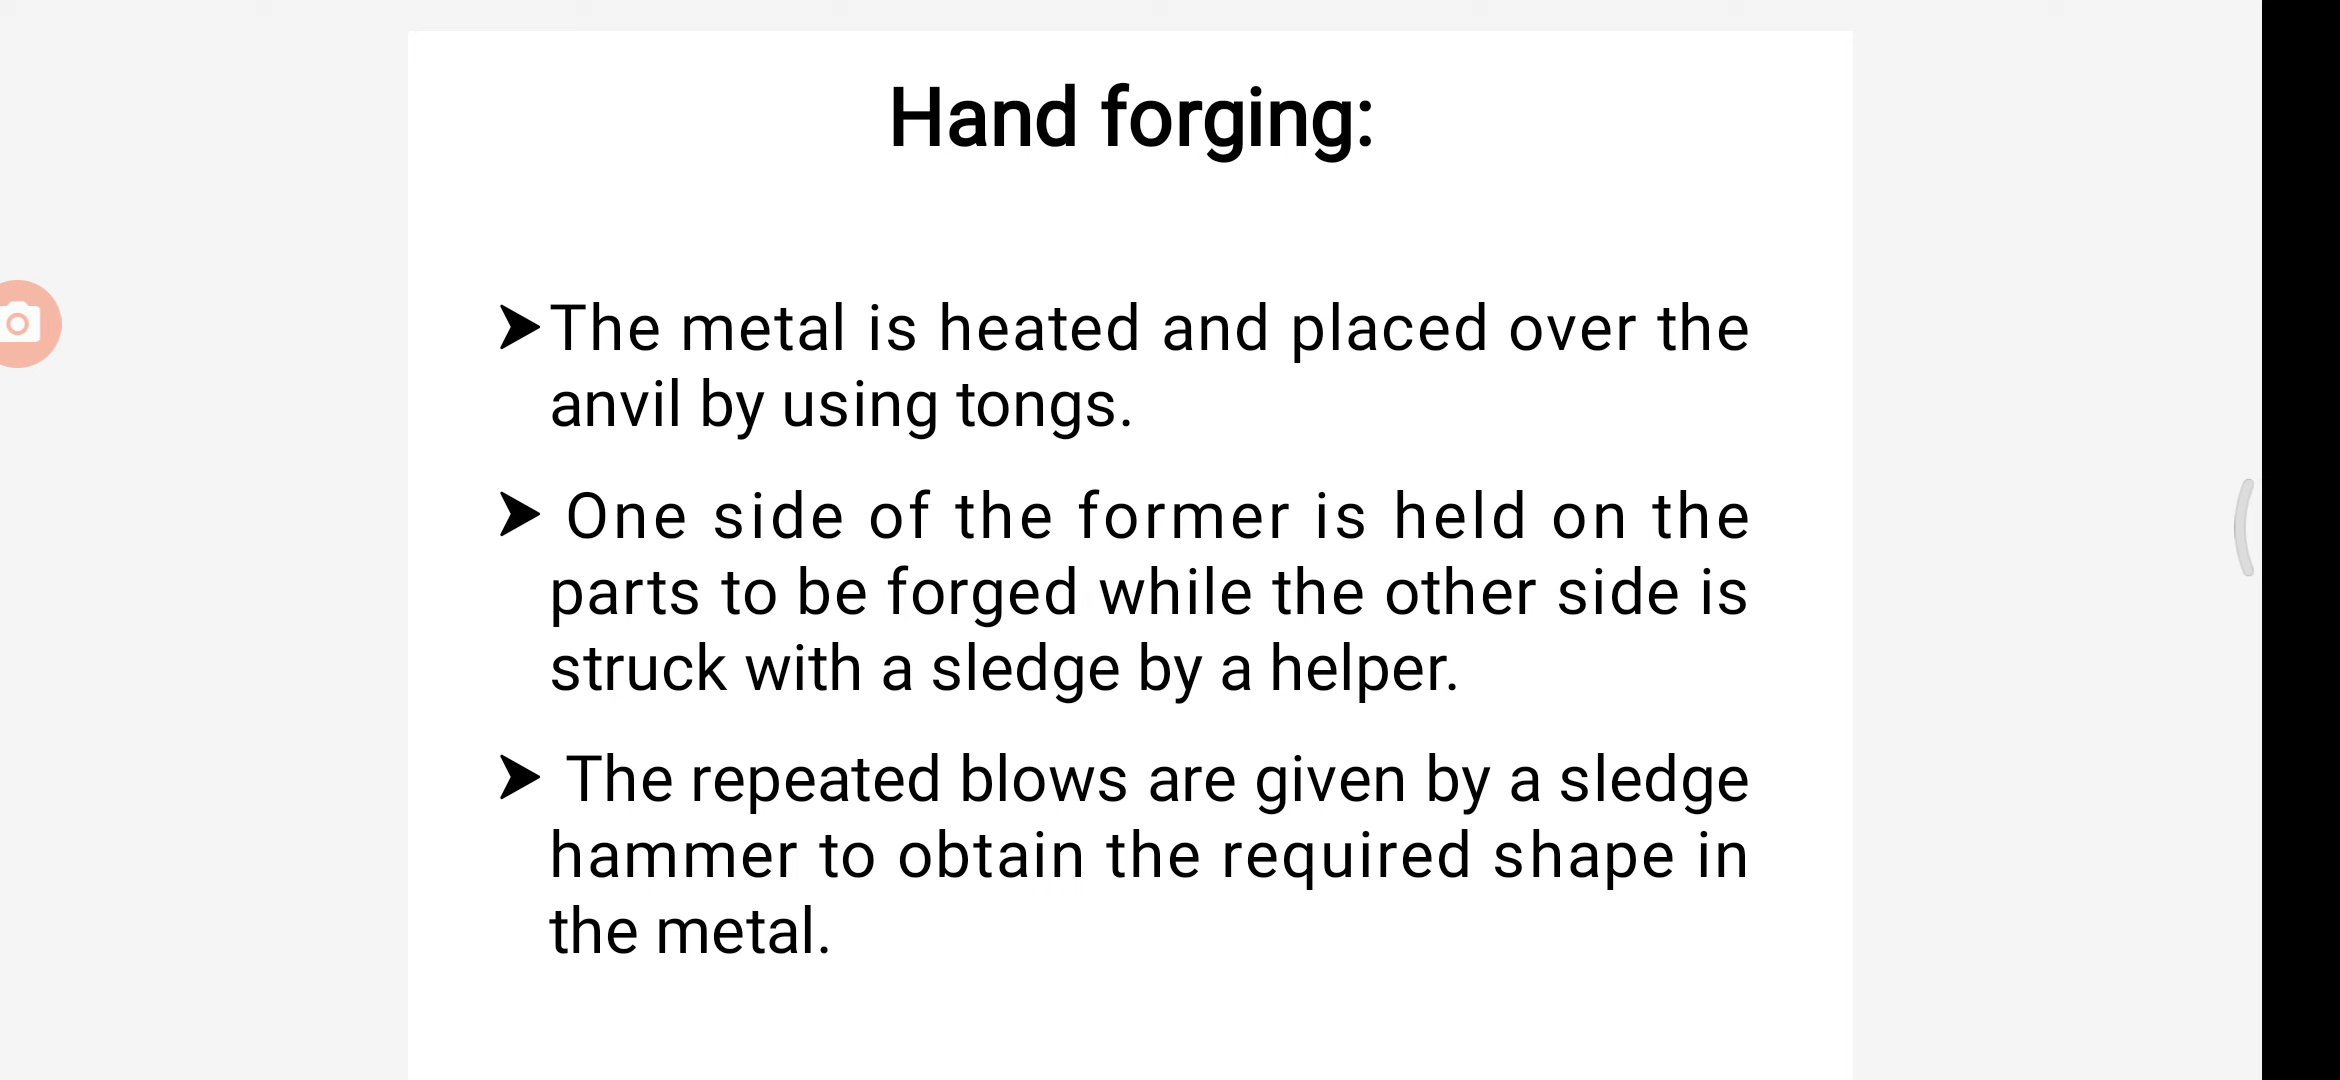 Hand forging:
➤The metal is heated and placed over the
anvil by using tongs.
➤ One side of the former is held on the
parts to be forged while the other side is
struck with a sledge by a helper.
➤ The repeated blows are given by a sledge
hammer to obtain the required shape in
the metal.